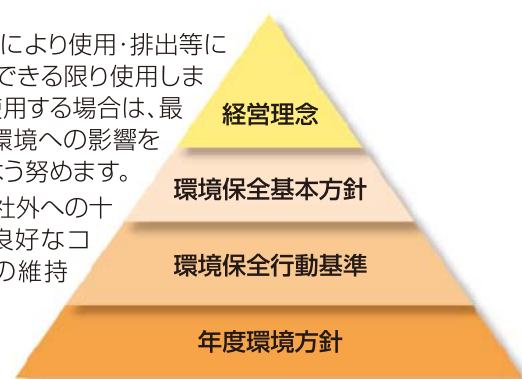 により使用・排出等に
できる限り使用しま
使用する場合は、最
環境への影響を
う努めます。
社外への十
良好なコ
の維持
経営理念
環境保全基本方針
環境保全行動基準
年度環境方針